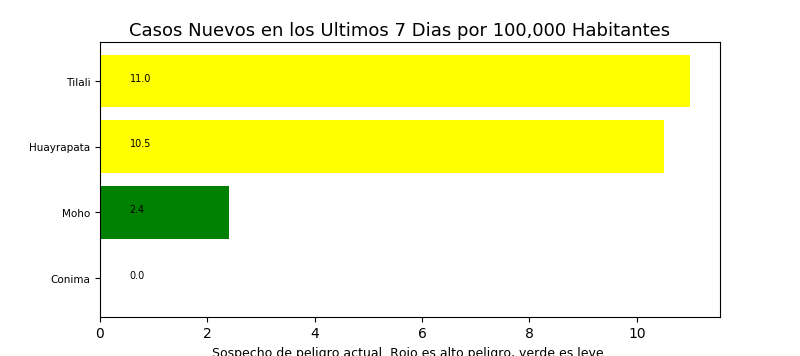 Casos Nuevos en los Ultimos 7 Dias por 100,000 Habitantes
Tilali
11.0
Huayrapata
10.5
Moho
2.4
Conima
0.0
0 2 4 6 8 10
Sospecho de peligro actual. Rojo es alto peligro, verde es leve